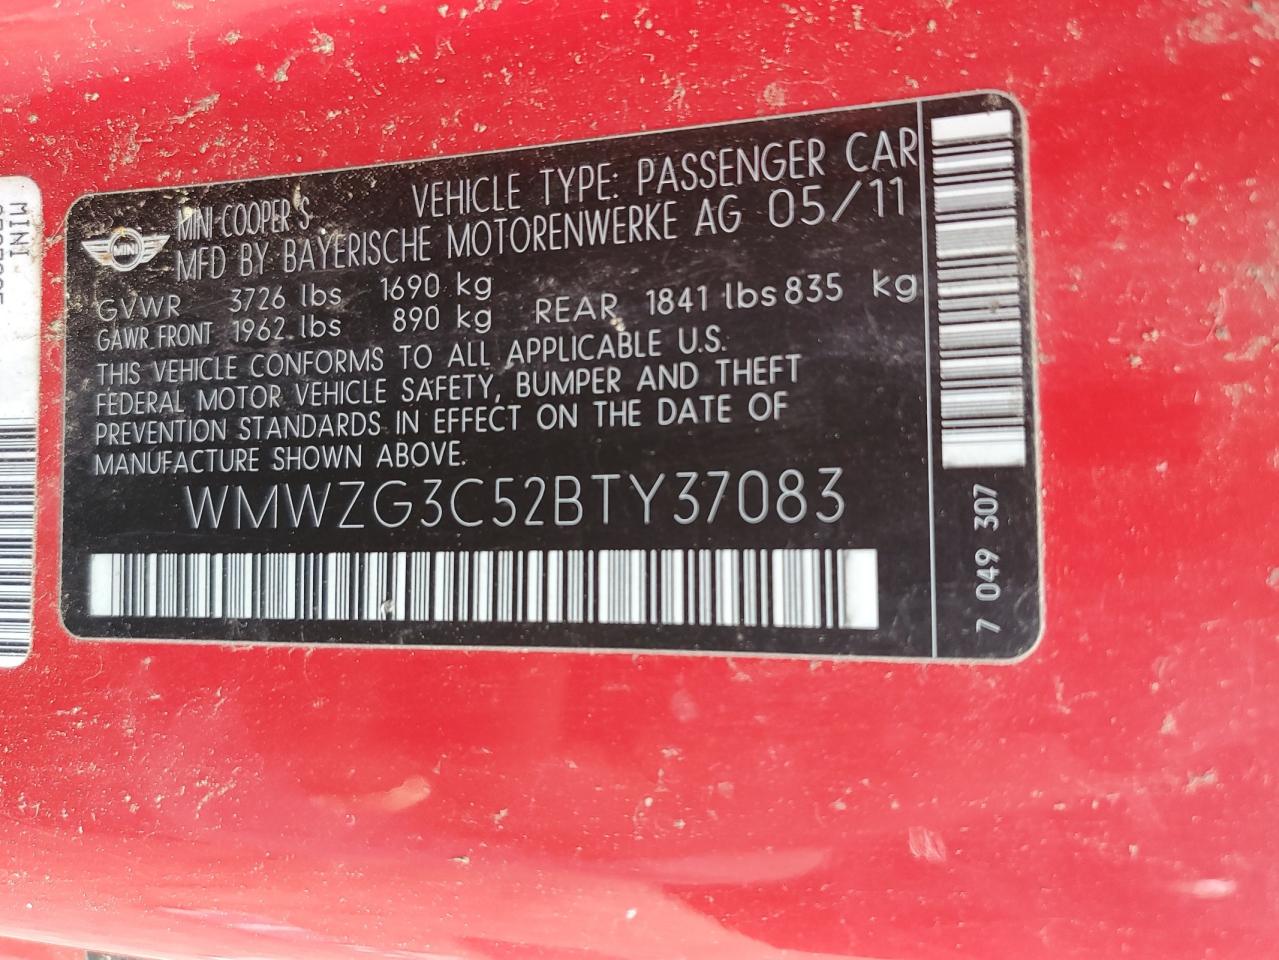 MINI
MINI-COOPER S VEHICLE TYPE: PASSENGER CAR
MFD BY BAYERISCHE MOTORENWERKE AG 05/11
GVWR 3726 lbs 1690 kg
GAWR FRONT 1962 lbs 890 kg REAR 1841 lbs 835 kg
THIS VEHICLE CONFORMS TO ALL APPLICABLE U.S.
FEDERAL MOTOR VEHICLE SAFETY, BUMPER AND THEFT
PREVENTION STANDARDS IN EFFECT ON THE DATE OF
MANUFACTURE SHOWN ABOVE.
WMWZG3C52BTY37083
7 049 307
MINI